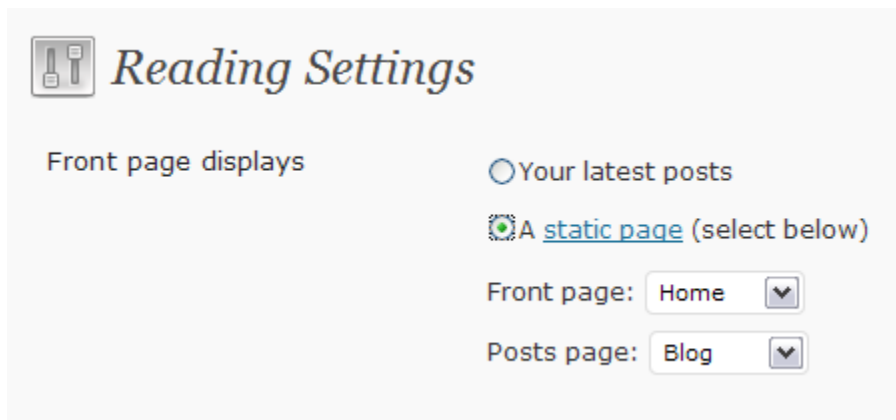 Reading Settings
Front page displays
Your latest posts
A static page (select below)
Front page: Home
Posts page: Blog